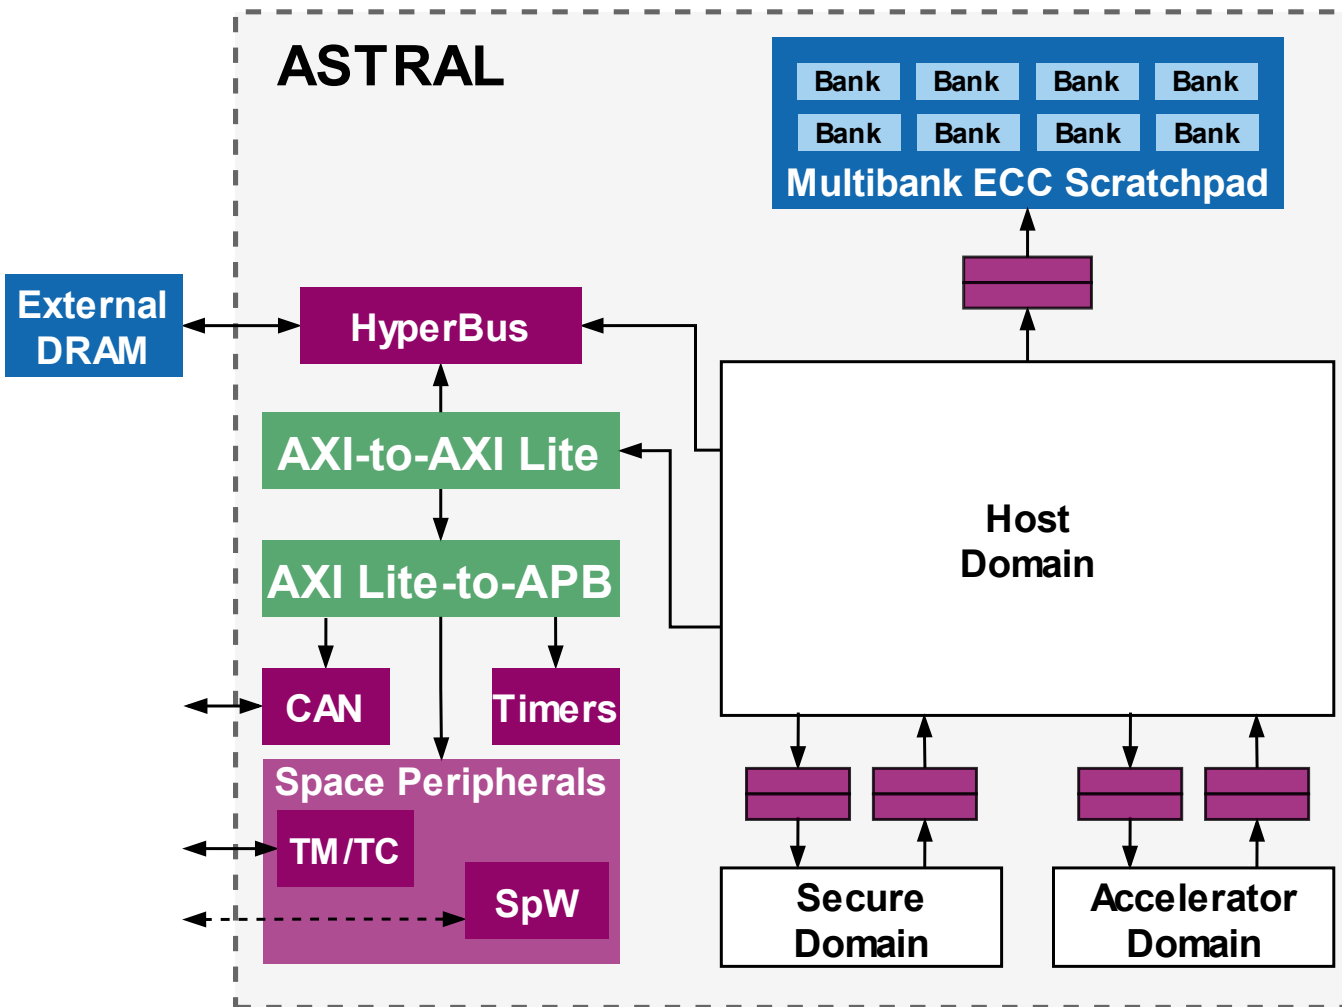 ASTRAL
Bank Bank Bank Bank
Bank Bank Bank Bank
Multibank ECC Scratchpad
External
DRAM
HyperBus
AXI-to-AXI Lite
AXI Lite-to-APB
Host
Domain
CAN
Timers
Space Peripherals
TM/TC
SpW
Secure
Domain
Accelerator
Domain